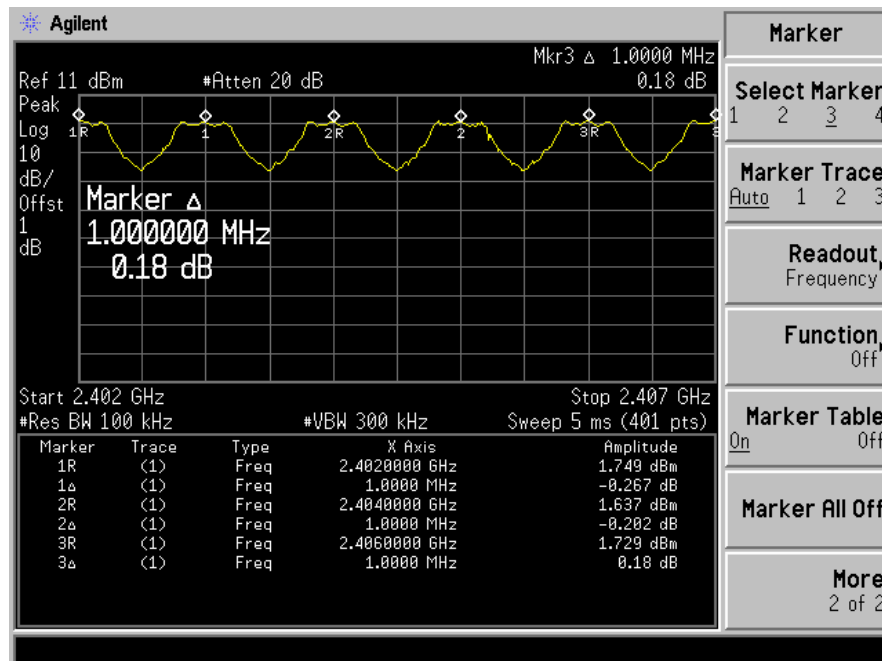 Agilent
Mkr3 Δ 1.0000 MHz
Ref 11 dBm #Atten 20 dB 0.18 dB
Peak
Log
10
dB/
Offst
1
dB
1R 1 2R 2 3R 3
Marker Δ
1.000000 MHz
0.18 dB
Start 2.402 GHz Stop 2.407 GHz
#Res BW 100 kHz #VBW 300 kHz Sweep 5 ms (401 pts)
Marker Trace Type X Axis Amplitude
1R (1) Freq 2.4020000 GHz 1.749 dBm
1Δ (1) Freq 1.0000 MHz -0.267 dB
2R (1) Freq 2.4040000 GHz 1.637 dBm
2Δ (1) Freq 1.0000 MHz -0.202 dB
3R (1) Freq 2.4060000 GHz 1.729 dBm
3Δ (1) Freq 1.0000 MHz 0.18 dB
Marker
Select Marker
1 2 3 4
Marker Trace
Auto 1 2 3
Readout
Frequency
Function
Off
Marker Table
On Off
Marker All Off
More
2 of 2